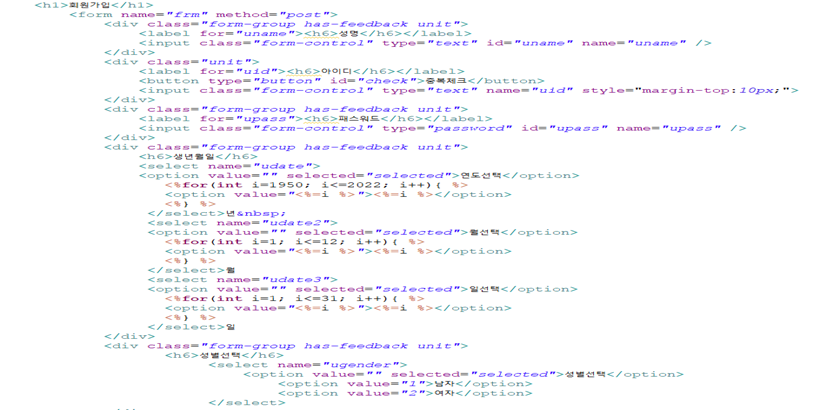 <h1>회원가입</h1>
<form name="frm" method="post">
<div class="form-group has-feedback unit">
<label for="uname"><h6>성명</h6></label>
<input class="form-control" type="text" id="uname" name="uname" />
</div>
<div class="unit">
<label for="uid"><h6>아이디</h6></label>
<button type="button" id="check">중복체크</button>
<input class="form-control" type="text" name="uid" style="margin-top:10px;">
</div>
<div class="form-group has-feedback unit">
<label for="upass"><h6>패스워드</h6></label>
<input class="form-control" type="password" id="upass" name="upass" />
</div>
<div class="form-group has-feedback unit">
<h6>생년월일</h6>
<select name="udate">
<option value="" selected="selected">연도선택</option>
<%for(int i=1950; i<=2022; i++){ %>
<option value="<%=i %>"><%=i %></option>
<%} %>
</select>년&nbsp;
<select name="udate2">
<option value="" selected="selected">월선택</option>
<%for(int i=1; i<=12; i++){ %>
<option value="<%=i %>"><%=i %></option>
<%} %>
</select>월
<select name="udate3">
<option value="" selected="selected">일선택</option>
<%for(int i=1; i<=31; i++){ %>
<option value="<%=i %>"><%=i %></option>
<%} %>
</select>일
</div>
<div class="form-group has-feedback unit">
<h6>성별선택</h6>
<select name="ugender">
<option value="" selected="selected">성별선택</option>
<option value="1">남자</option>
<option value="2">여자</option>
</select>